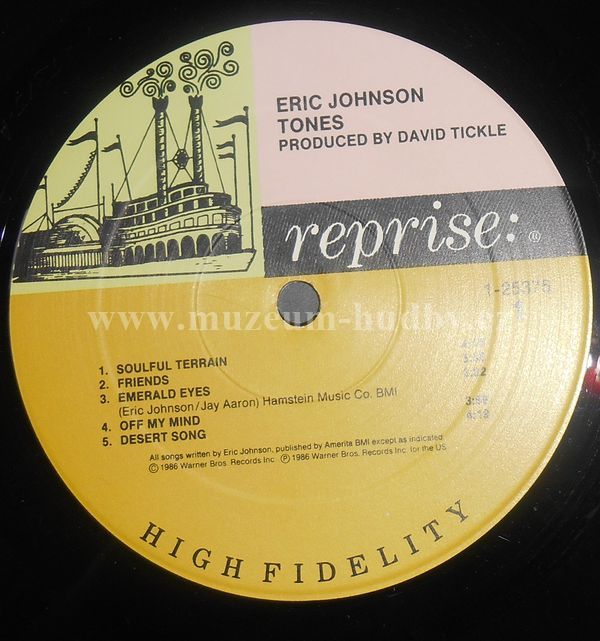 ERIC JOHNSON
TONES
PRODUCED BY DAVID TICKLE
reprise: ®
www.muzeum-hudby.cz
1. SOULFUL TERRAIN
2. FRIENDS
3. EMERALD EYES
(Eric Johnson/Jay Aaron) Hamstein Music Co. BMI
4. OFF MY MIND
5. DESERT SONG
All songs written by Eric Johnson, published by Amerita BMI except as indicated.
© 1986 Warner Bros. Records Inc. ℗ 1986 Warner Bros. Records Inc. for the US
HIGH FIDELITY